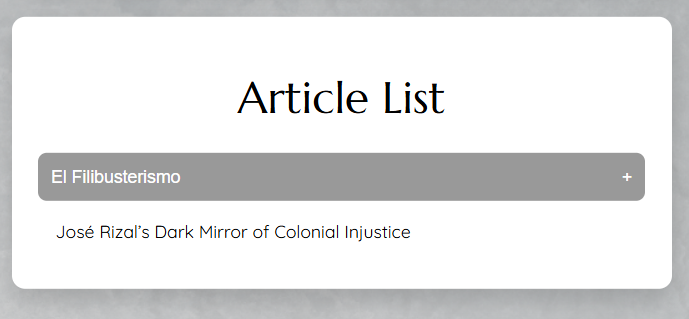 Article List
El Filibusterismo +
José Rizal’s Dark Mirror of Colonial Injustice